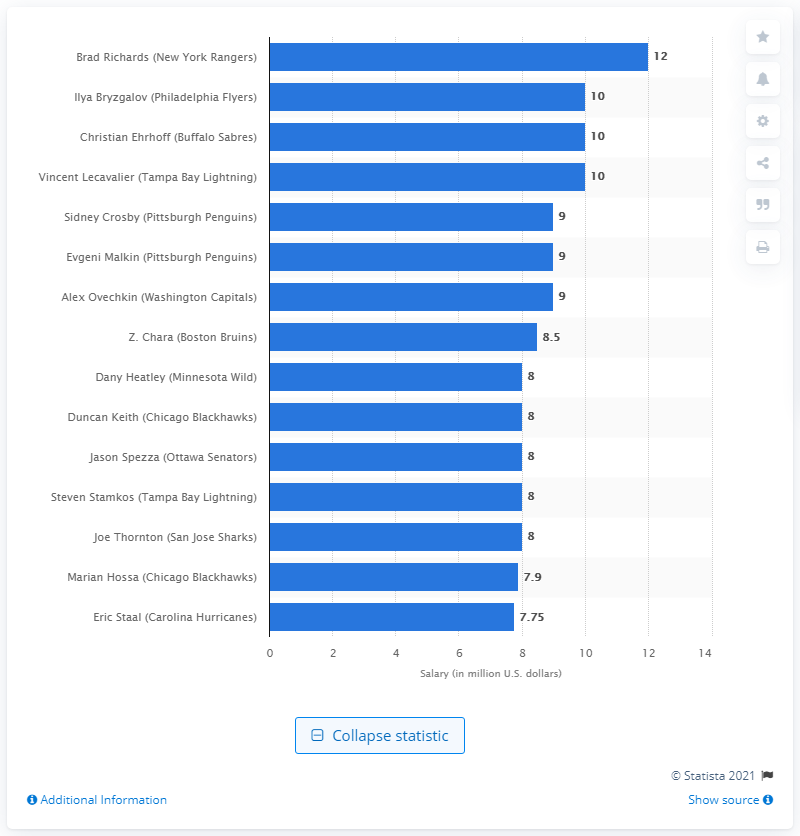 Brad Richards (New York Rangers) 12
Ilya Bryzgalov (Philadelphia Flyers) 10
Christian Ehrhoff (Buffalo Sabres) 10
Vincent Lecavalier (Tampa Bay Lightning) 10
Sidney Crosby (Pittsburgh Penguins) 9
Evgeni Malkin (Pittsburgh Penguins) 9
Alex Ovechkin (Washington Capitals) 9
Z. Chara (Boston Bruins) 8.5
Dany Heatley (Minnesota Wild) 8
Duncan Keith (Chicago Blackhawks) 8
Jason Spezza (Ottawa Senators) 8
Steven Stamkos (Tampa Bay Lightning) 8
Joe Thornton (San Jose Sharks) 8
Marian Hossa (Chicago Blackhawks) 7.9
Eric Staal (Carolina Hurricanes) 7.75
0 2 4 6 8 10 12 14
Salary (in million U.S. dollars)
Collapse statistic
© Statista 2021
Additional Information Show source